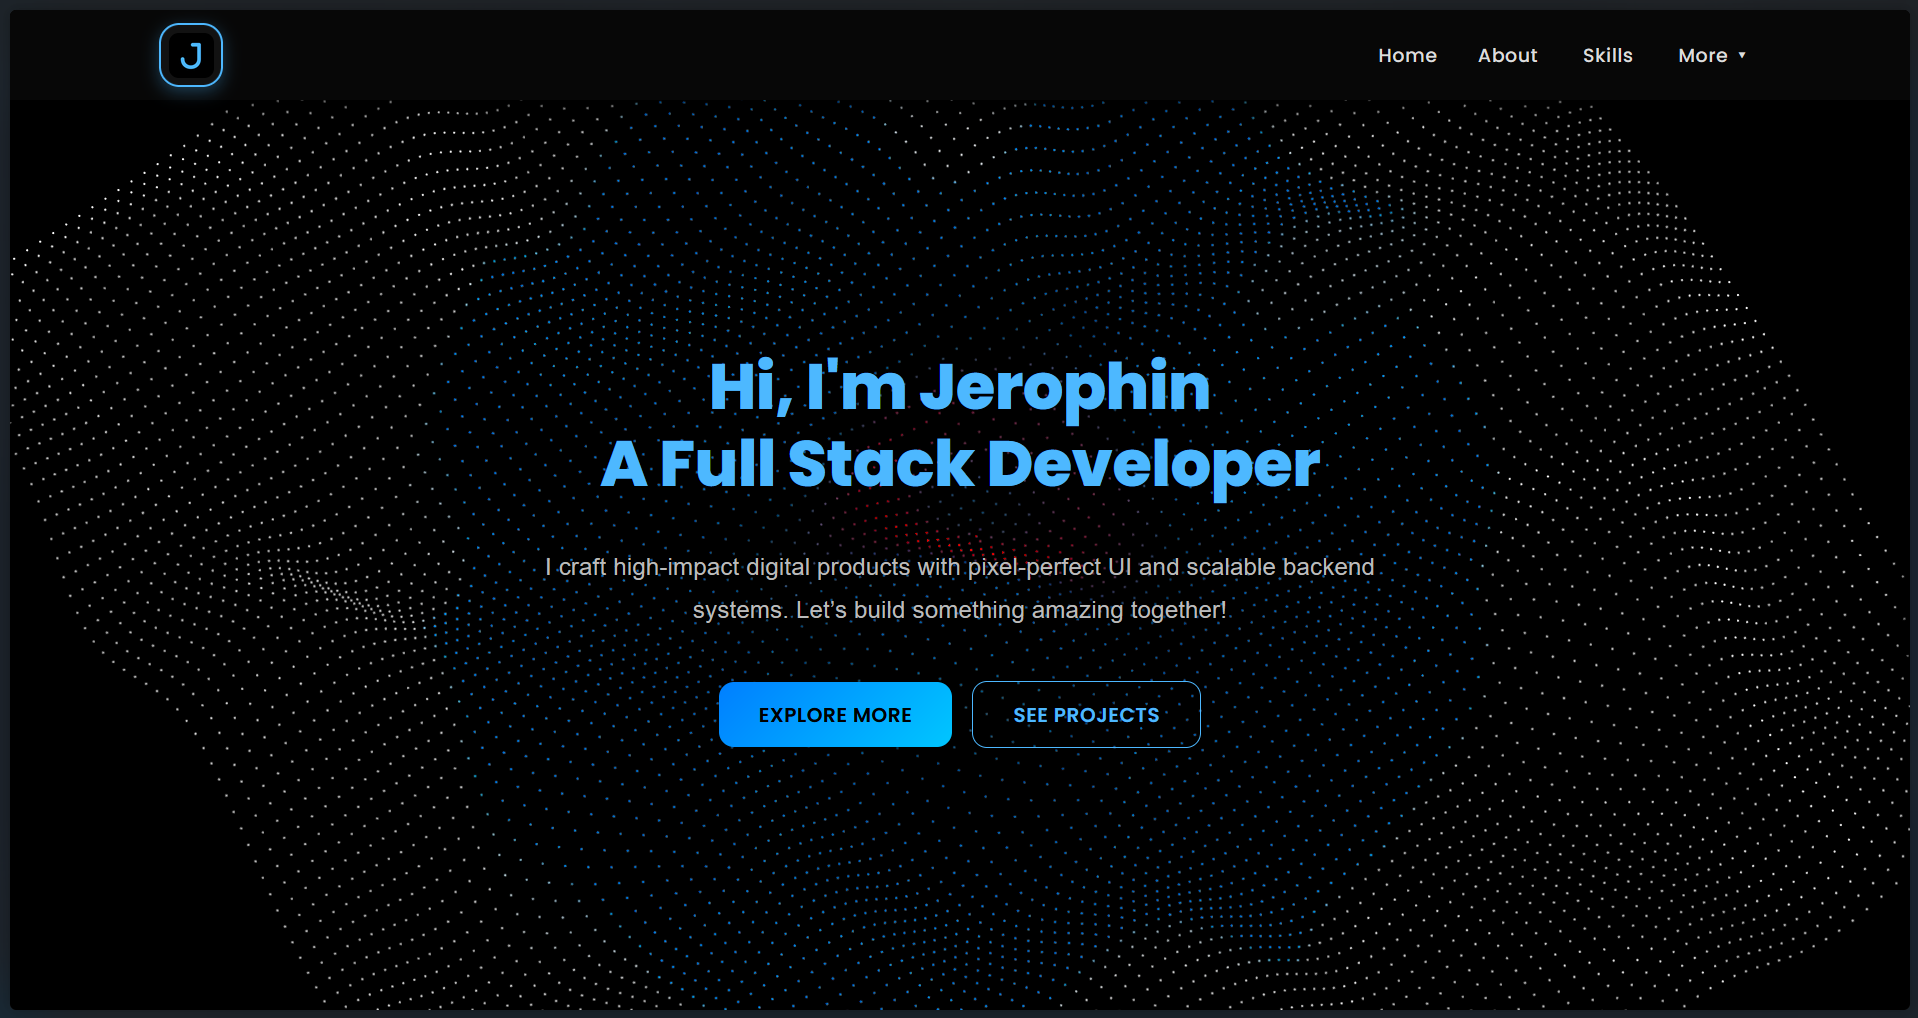 J
Home About Skills More ▼
Hi, I'm Jerophin
A Full Stack Developer
I craft high-impact digital products with pixel-perfect UI and scalable backend
systems. Let’s build something amazing together!
EXPLORE MORE SEE PROJECTS